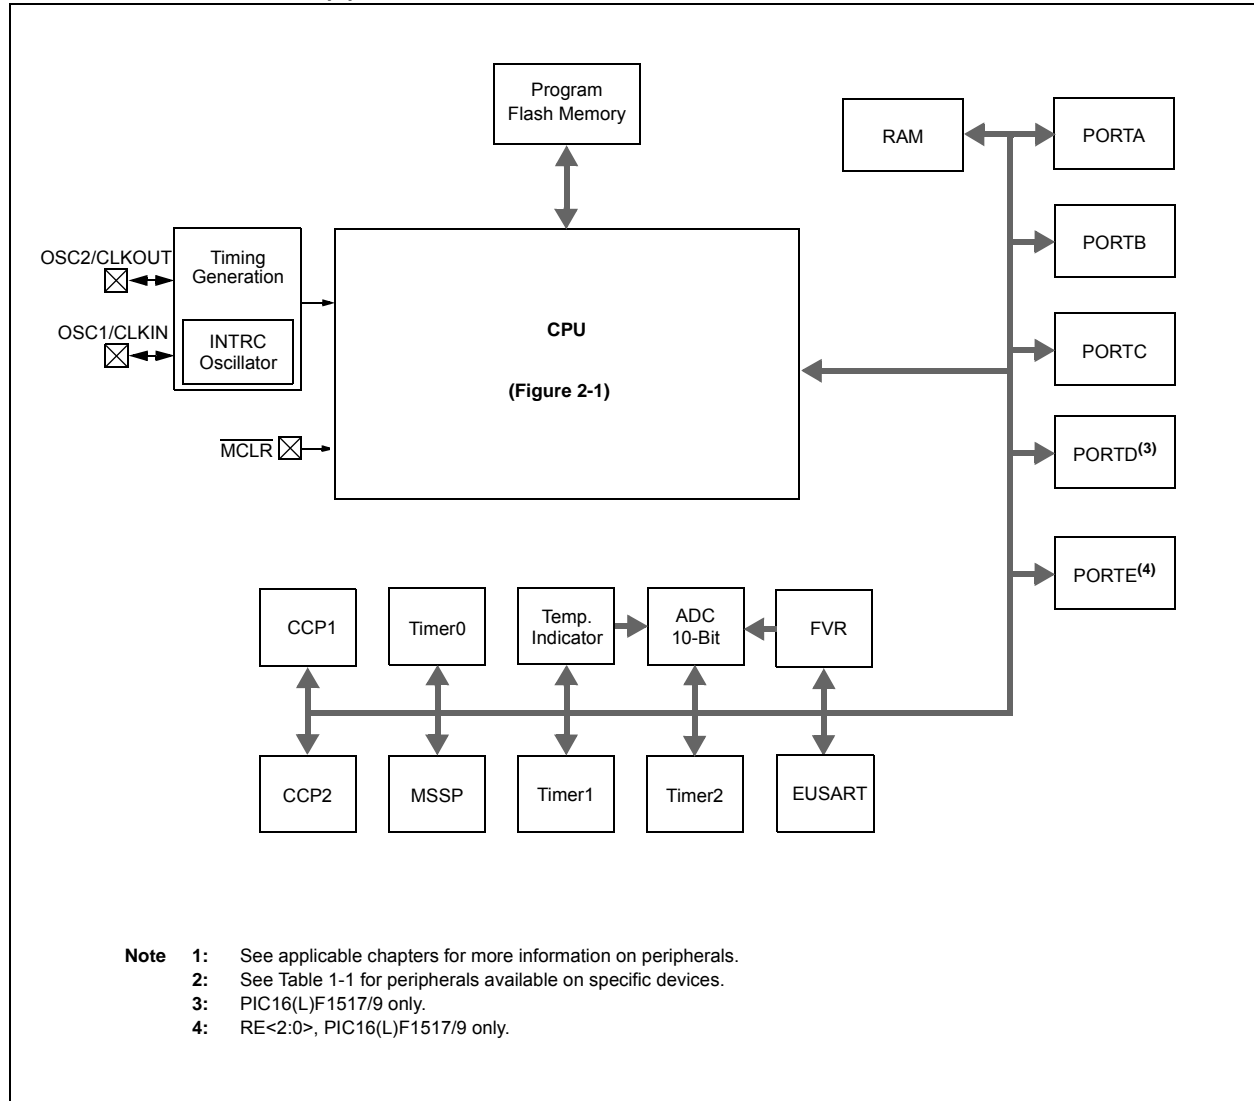 Program
Flash Memory
RAM
PORTA
PORTB
OSC2/CLKOUT
Timing
Generation
OSC1/CLKIN
INTRC
Oscillator
CPU
(Figure 2-1)
PORTC
MCLR
PORTD(3)
PORTE(4)
CCP1
Timer0
Temp.
Indicator
ADC
10-Bit
FVR
CCP2
MSSP
Timer1
Timer2
EUSART
Note 1: See applicable chapters for more information on peripherals.
2: See Table 1-1 for peripherals available on specific devices.
3: PIC16(L)F1517/9 only.
4: RE<2:0>, PIC16(L)F1517/9 only.